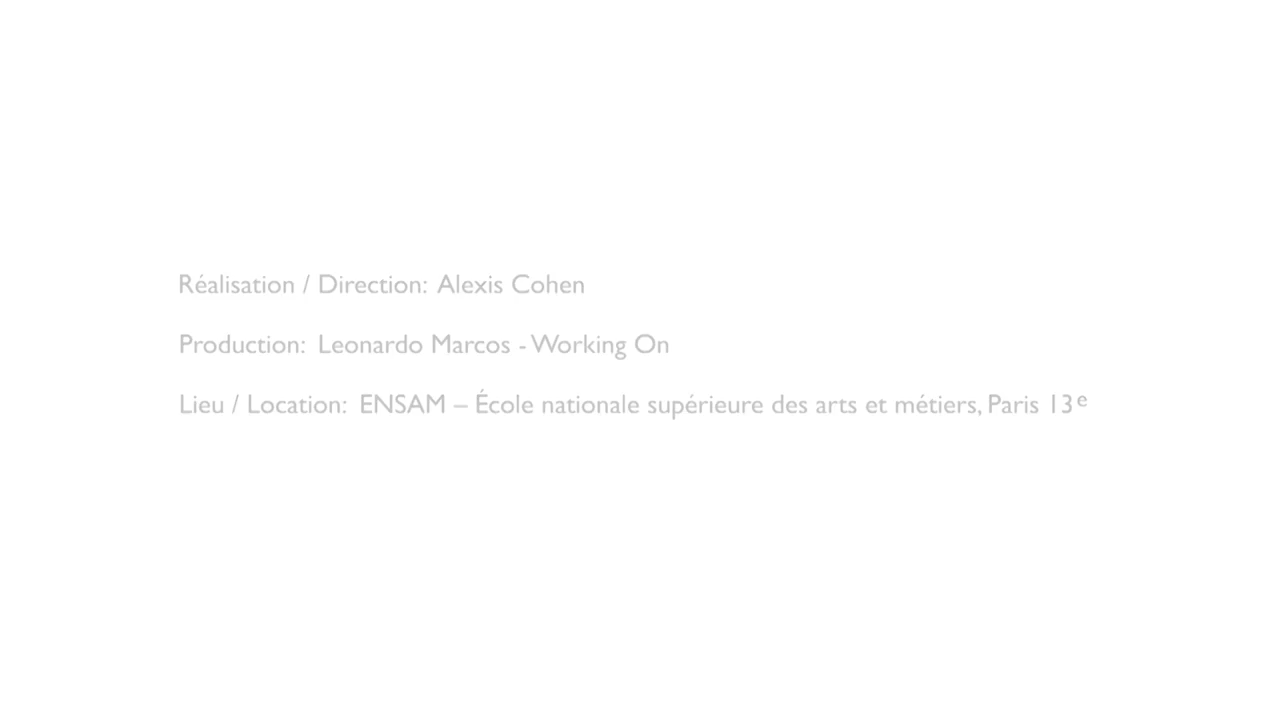 Réalisation / Direction: Alexis Cohen
Production: Leonardo Marcos - Working On
Lieu / Location: ENSAM – École nationale supérieure des arts et métiers, Paris 13e